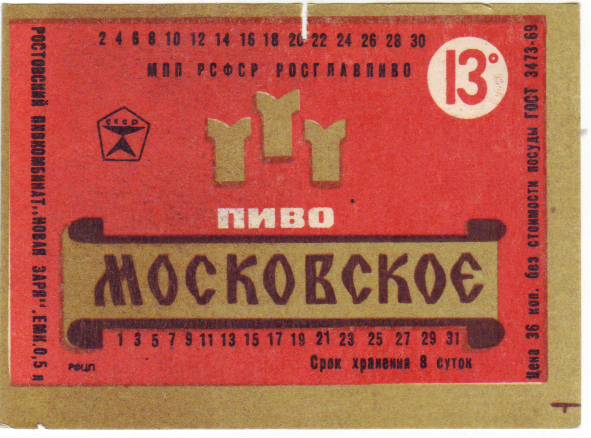 2 4 6 8 10 12 14 16 18 20 22 24 26 28 30
МПП РСФСР РОСГЛАВПИВО
13°
СССР
ПИВО
МОСКОВСКОЕ
1 3 5 7 9 11 13 15 17 19 21 23 25 27 29 31
Срок хранения 8 суток
РФЦП
РОСТОВСКИЙ ПИВКОМБИНАТ „НОВАЯ ЗАРЯ“. ЕМК. 0,5 л
Цена 36 коп. без стоимости посуды ГОСТ 3473-69